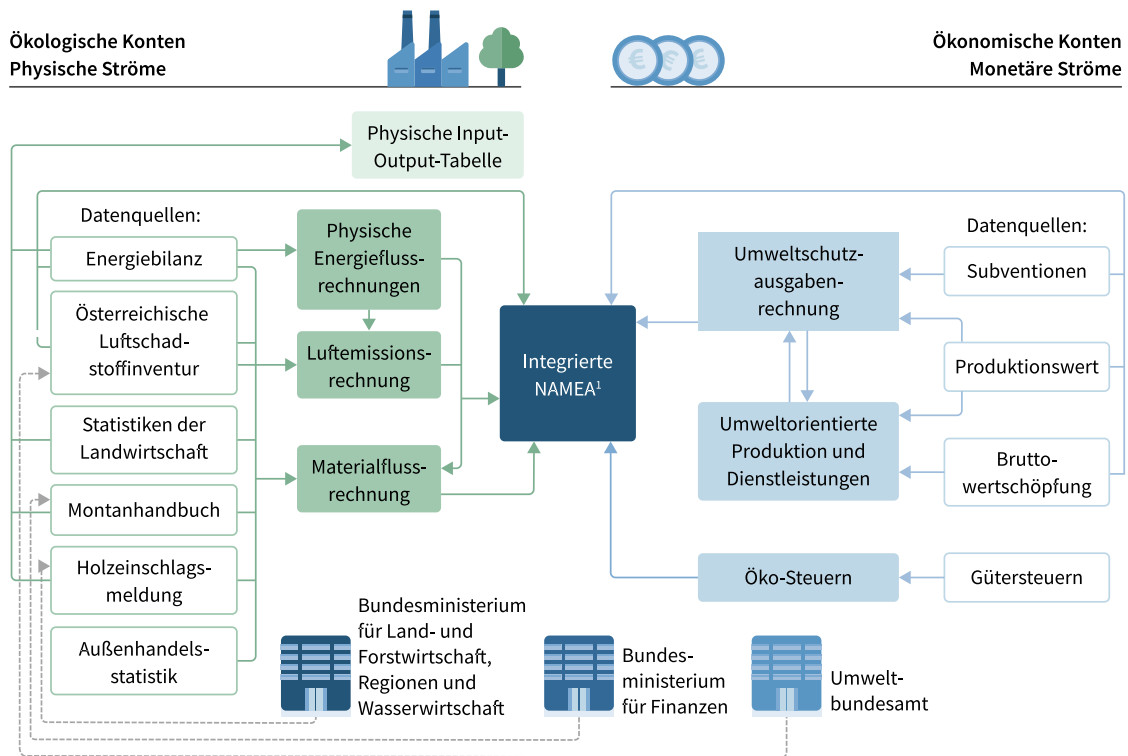 Ökologische Konten
Physische Ströme
Ökonomische Konten
Monetäre Ströme
Physische Input-
Output-Tabelle
Datenquellen:
Energiebilanz
Österreichische
Luftschad-
stoffinventur
Statistiken der
Landwirtschaft
Montanhandbuch
Holzeinschlags-
meldung
Außenhandels-
statistik
Physische
Energiefluss-
rechnungen
Luftemissions-
rechnung
Materialfluss-
rechnung
Integrierte
NAMEA¹
Umweltschutz-
ausgaben-
rechnung
Umweltorientierte
Produktion und
Dienstleistungen
Öko-Steuern
Datenquellen:
Subventionen
Produktionswert
Brutto-
wertschöpfung
Gütersteuern
Bundesministerium
für Land- und
Forstwirtschaft,
Regionen und
Wasserwirtschaft
Bundes-
ministerium
für Finanzen
Umwelt-
bundesamt